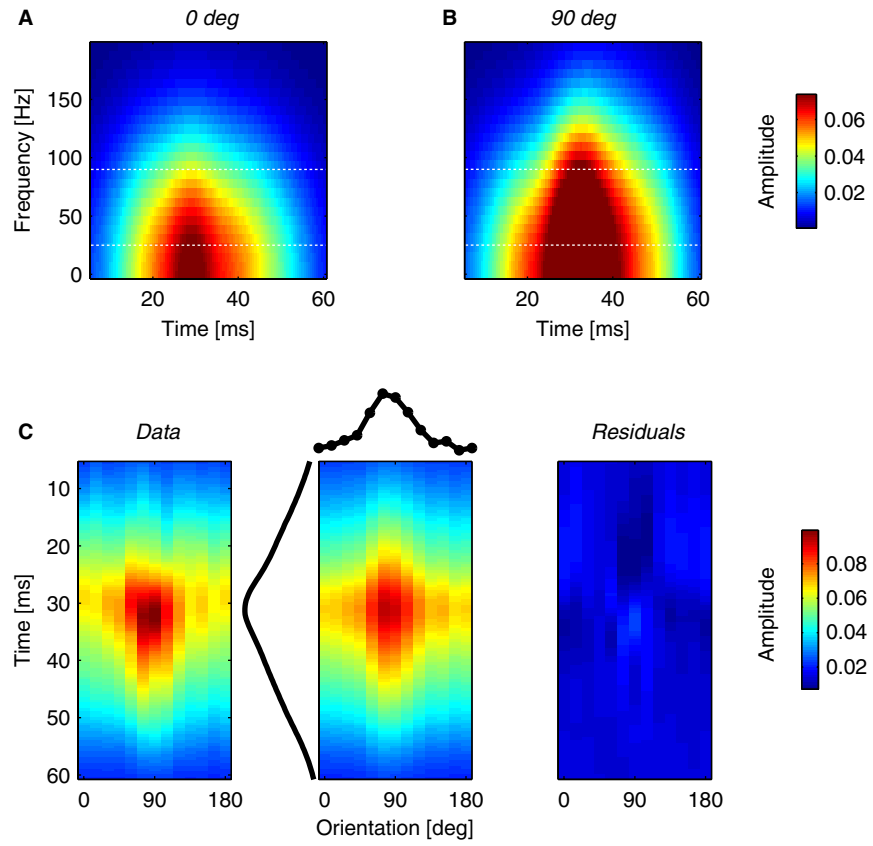 A
0 deg
B
90 deg
Frequency [Hz]
150
100
50
0
20
40
60
Time [ms]
20
40
60
Time [ms]
Amplitude
0.06
0.04
0.02
C
Data
Residuals
Time [ms]
10
20
30
40
50
60
0
90
180
0
90
180
0
90
180
Orientation [deg]
Amplitude
0.08
0.06
0.04
0.02